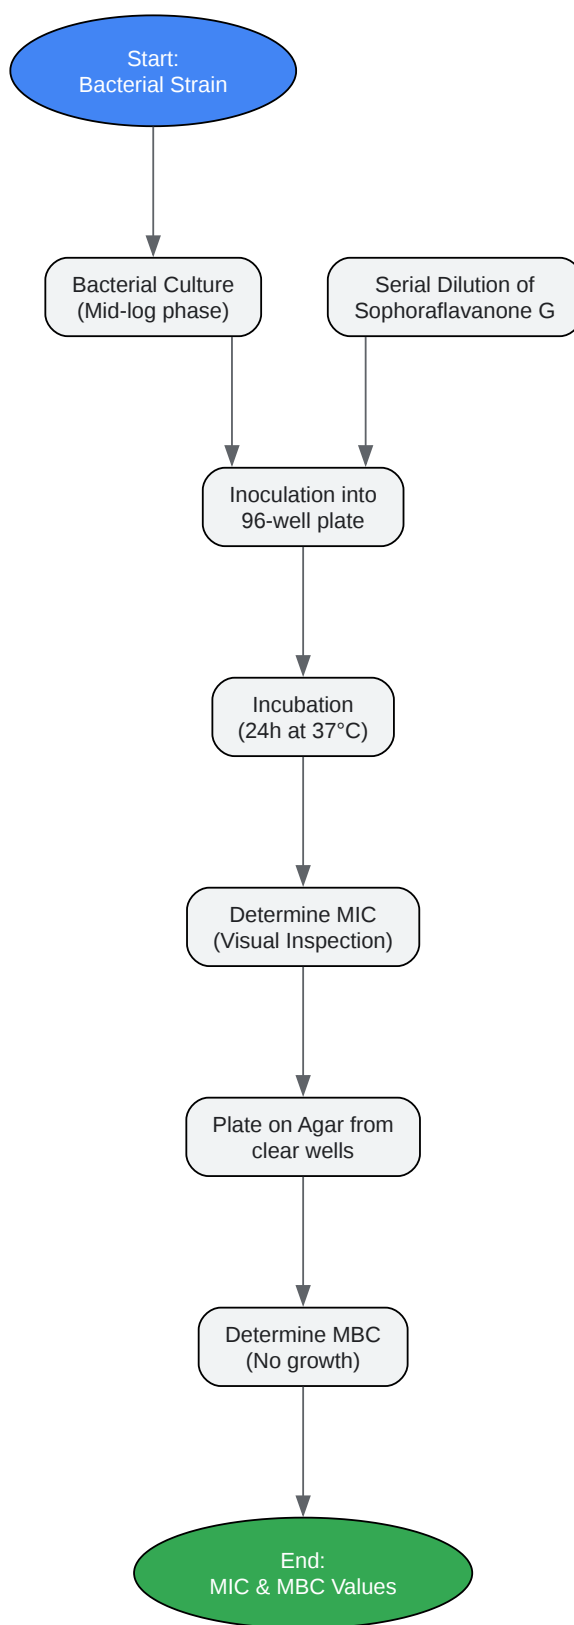 Start:
Bacterial Strain
Bacterial Culture
(Mid-log phase)
Serial Dilution of
Sophoraflavanone G
Inoculation into
96-well plate
Incubation
(24h at 37°C)
Determine MIC
(Visual Inspection)
Plate on Agar from
clear wells
Determine MBC
(No growth)
End:
MIC & MBC Values